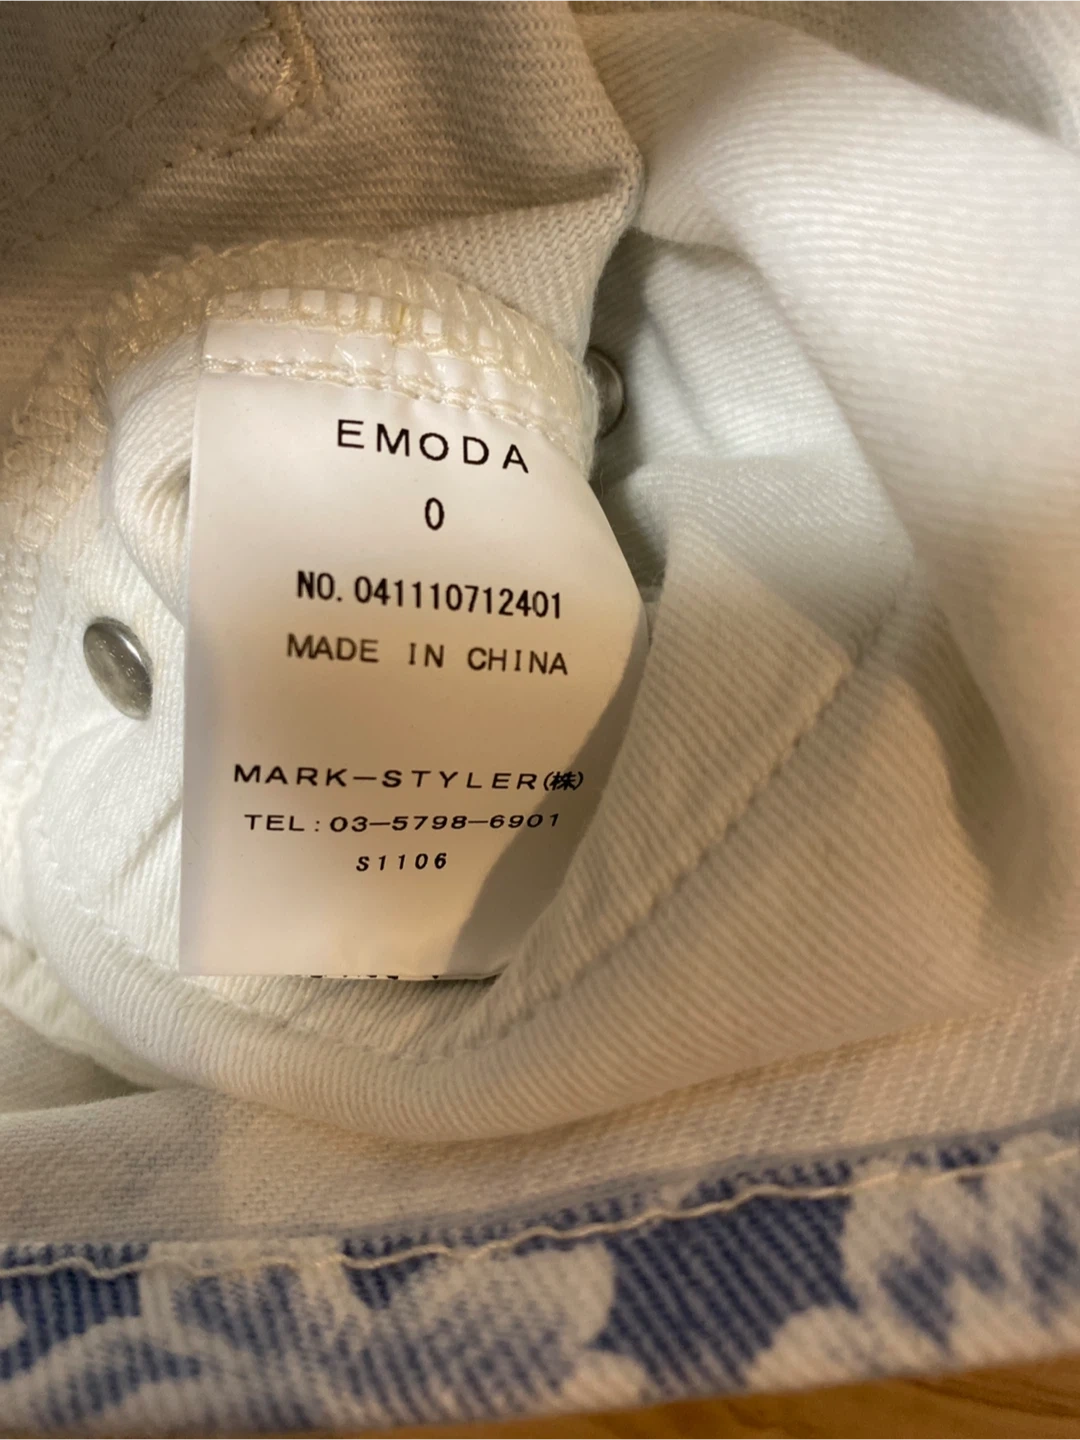 EMODA
0
NO. 041110712401
MADE IN CHINA
MARK-STYLER(株)
TEL:03-5798-6901
S1106